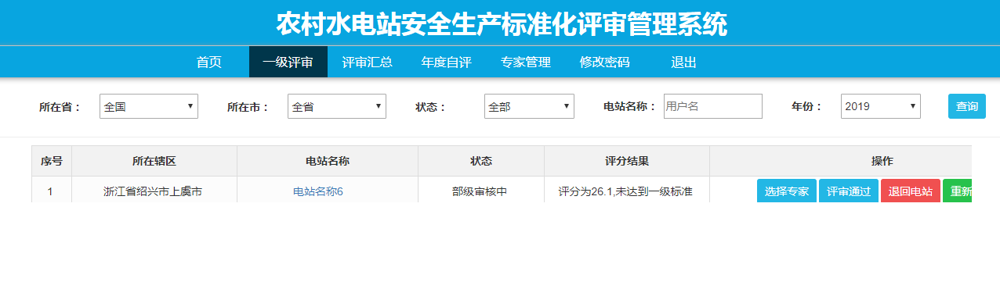 农村水电站安全生产标准化评审管理系统
首页 一级评审 评审汇总 年度自评 专家管理 修改密码 退出
所在省： 全国 所在市： 全省 状态： 全部 电站名称： 用户名 年份： 2019 查询
序号 所在辖区 电站名称 状态 评分结果 操作
1 浙江省绍兴市上虞市 电站名称6 部级审核中 评分为26.1,未达到一级标准 选择专家 评审通过 退回电站 重新